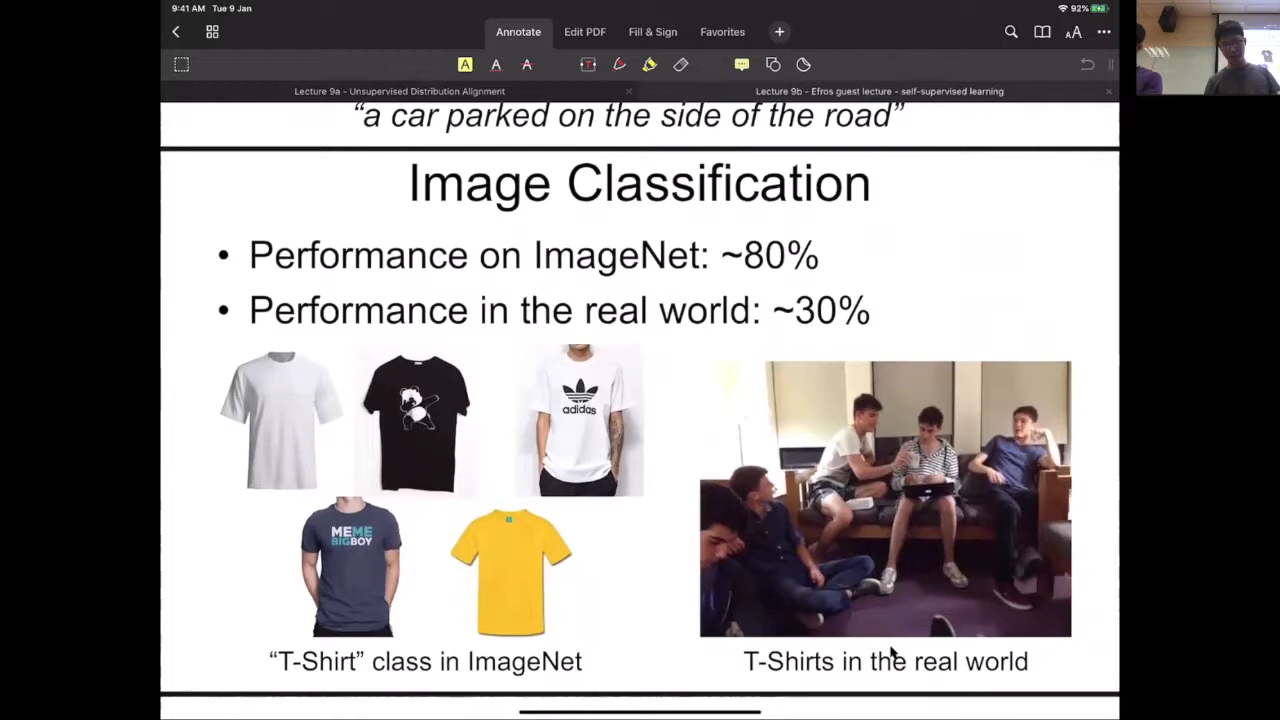 9:41 AM Tue 9 Jan
92%
Annotate Edit PDF Fill & Sign Favorites
AA
A A A T
Lecture 9a - Unsupervised Distribution Alignment
Lecture 9b - Efros guest lecture - self-supervised learning
“a car parked on the side of the road”
Image Classification
• Performance on ImageNet: ~80%
• Performance in the real world: ~30%
adidas
MEME
BIGBOY
“T-Shirt” class in ImageNet
T-Shirts in the real world